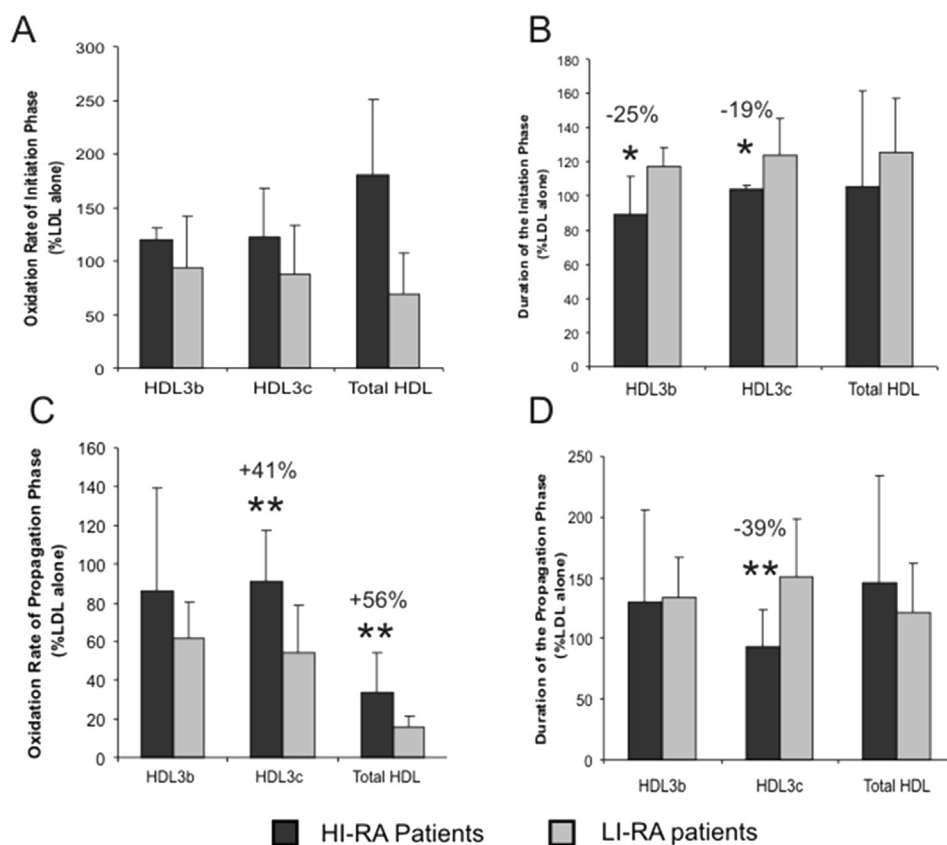 A
Oxidation Rate of Initiation Phase
(%LDL alone)
300
250
200
150
100
50
0
HDL3b HDL3c Total HDL
B
Duration of the Initation Phase
(%LDL alone)
180
160
140
120
100
80
60
40
20
0
-25% -19%
* *
HDL3b HDL3c Total HDL
C
Oxidation Rate of Propagation Phase
(%LDL alone)
160
140
120
100
80
60
40
20
0
+41%
**
+56%
**
HDL3b HDL3c Total HDL
D
Duration of the Propagation Phase
(%LDL alone)
250
200
150
100
50
0
-39%
**
HDL3b HDL3c Total HDL
HI-RA Patients LI-RA patients